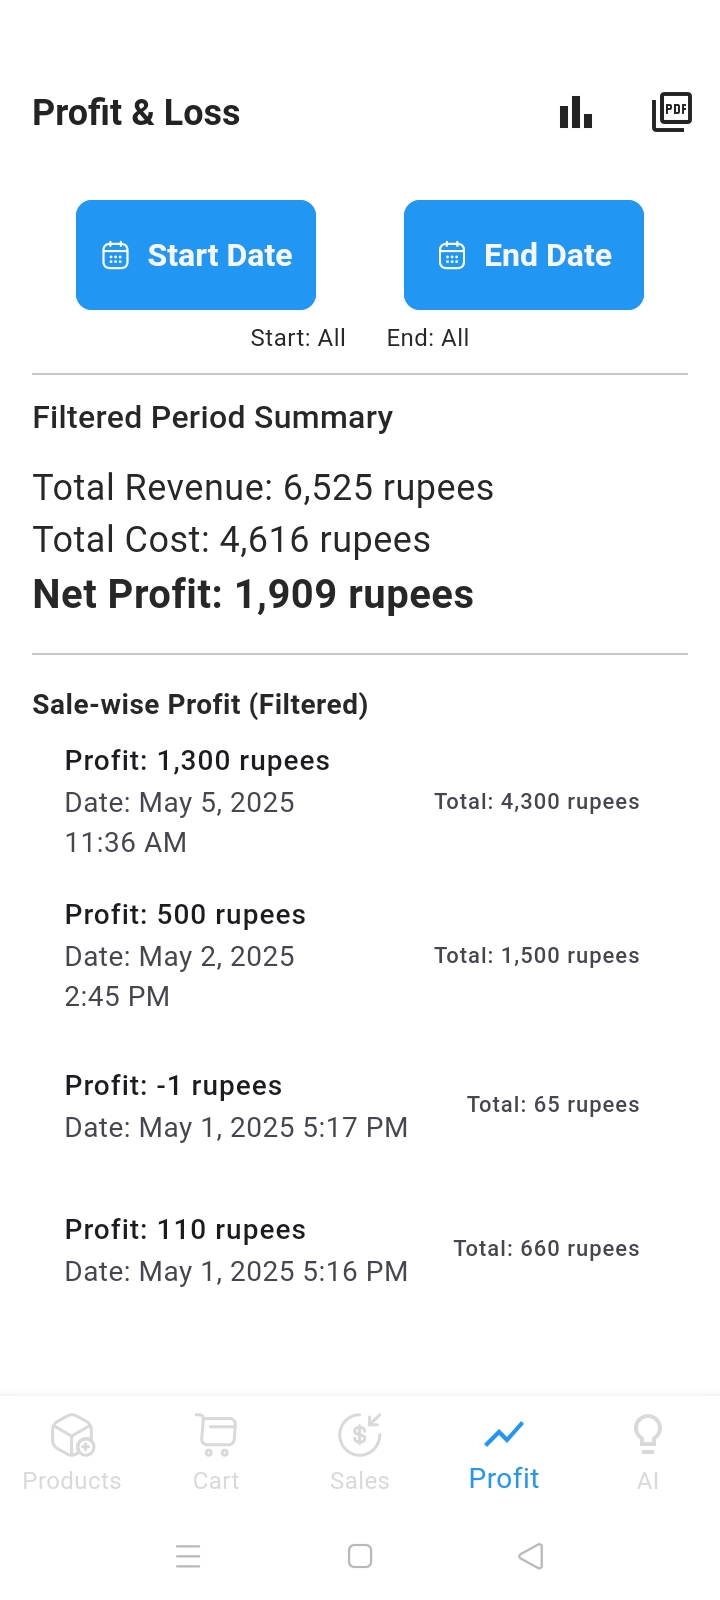 Profit & Loss
PDF
Start Date
End Date
Start: All
End: All
Filtered Period Summary
Total Revenue: 6,525 rupees
Total Cost: 4,616 rupees
Net Profit: 1,909 rupees
Sale-wise Profit (Filtered)
Profit: 1,300 rupees
Date: May 5, 2025
11:36 AM
Total: 4,300 rupees
Profit: 500 rupees
Date: May 2, 2025
2:45 PM
Total: 1,500 rupees
Profit: -1 rupees
Date: May 1, 2025 5:17 PM
Total: 65 rupees
Profit: 110 rupees
Date: May 1, 2025 5:16 PM
Total: 660 rupees
Products
Cart
$
Sales
Profit
AI